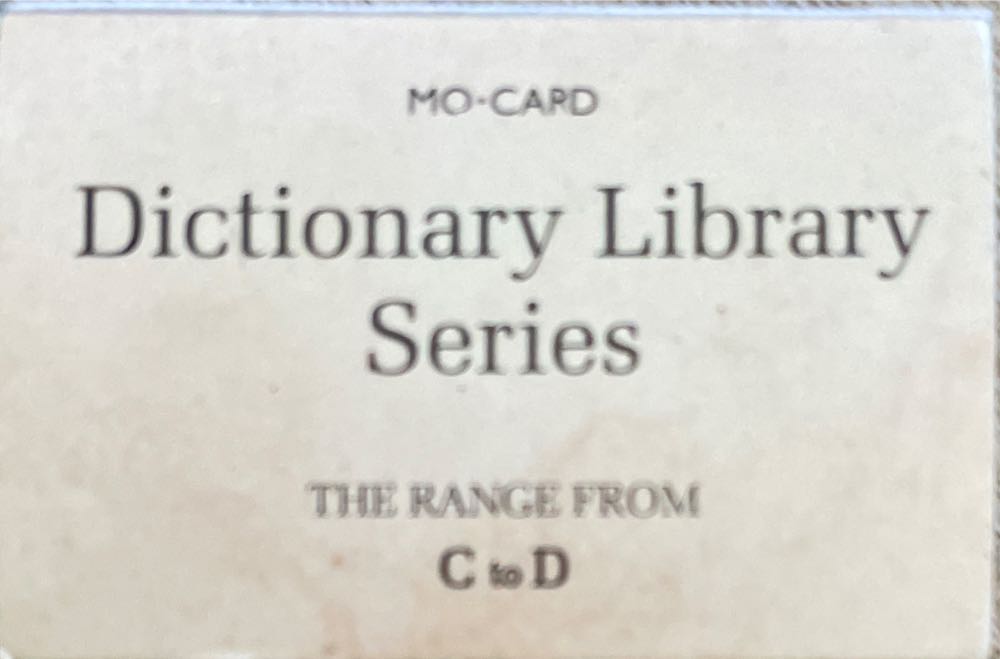 MO-CARD
Dictionary Library
Series
THE RANGE FROM
C to D